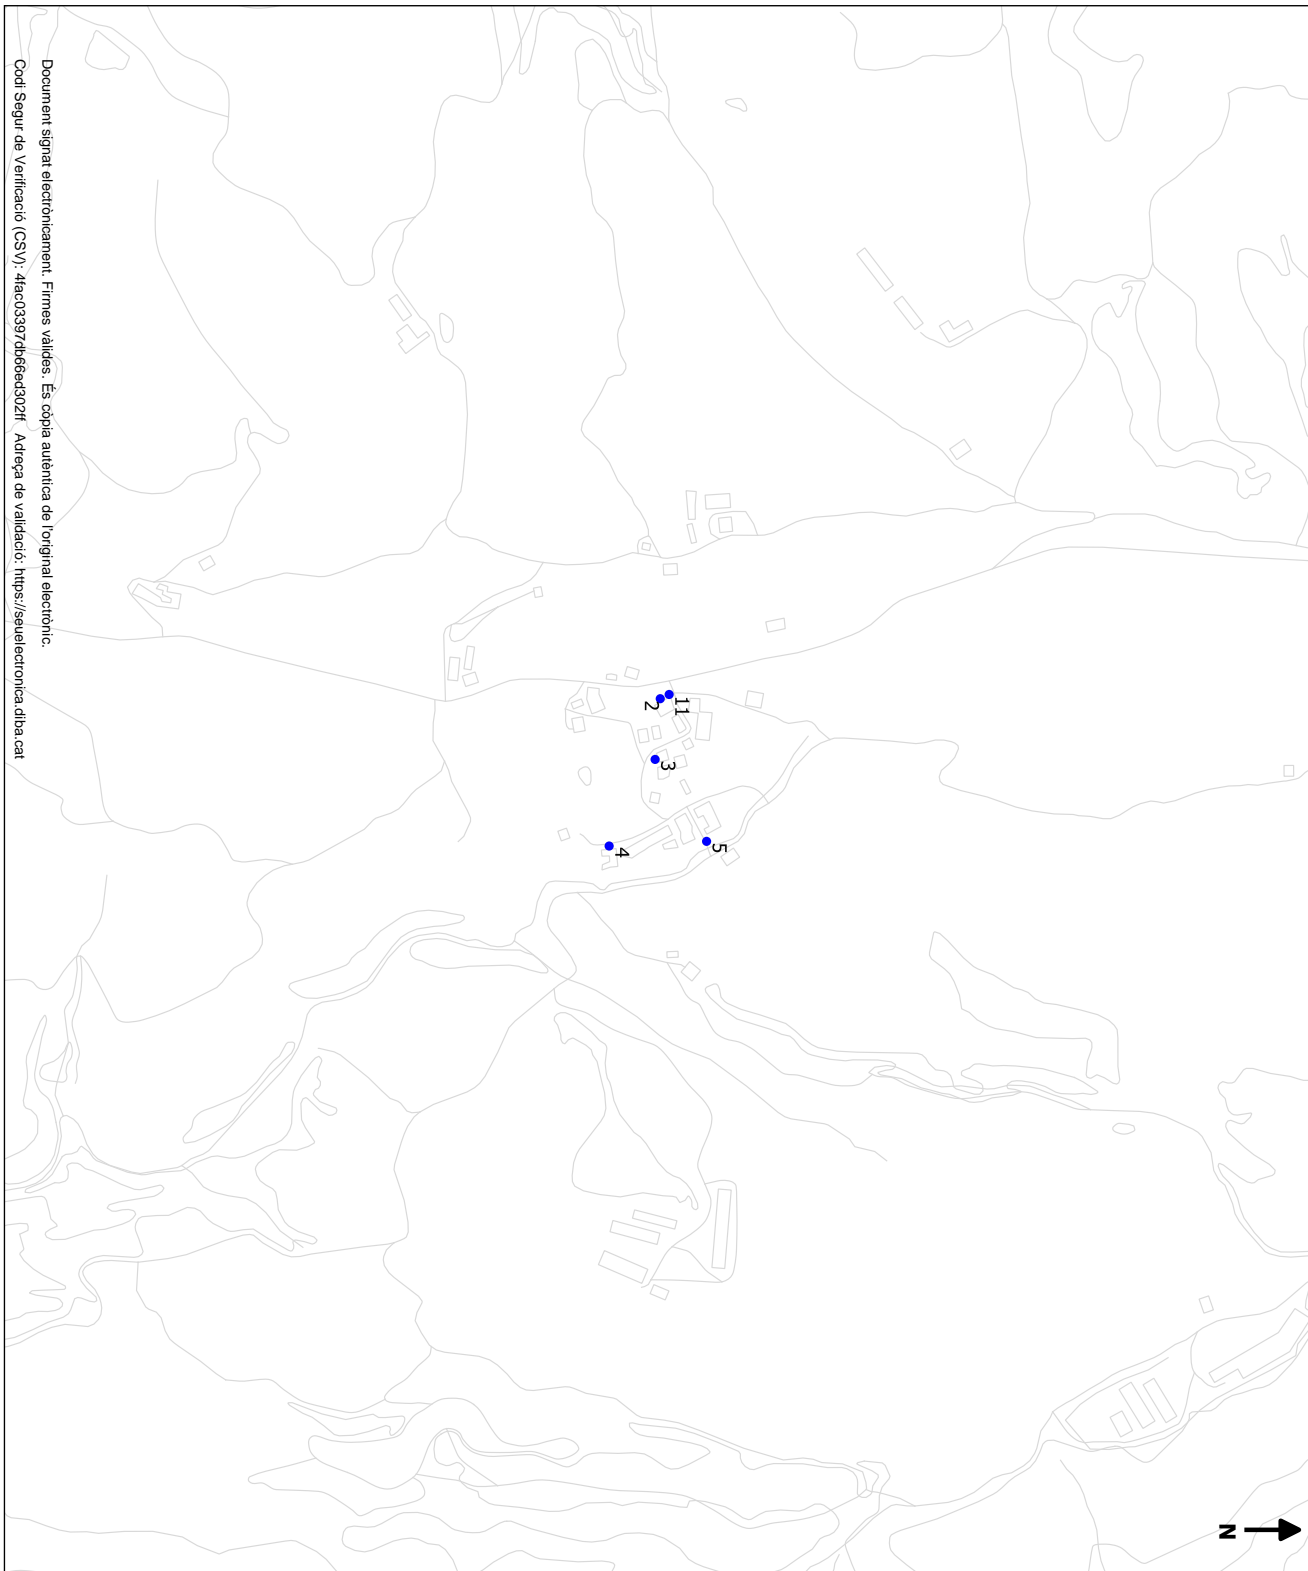 Document signat electrònicament. Firmes vàlides. És còpia autèntica de l'original electrònic.
Codi Segur de Verificació (CSV): 4fac03397db66ed302ff Adreça de validació: https://seuelectronica.diba.cat
11
2
3
5
4
N